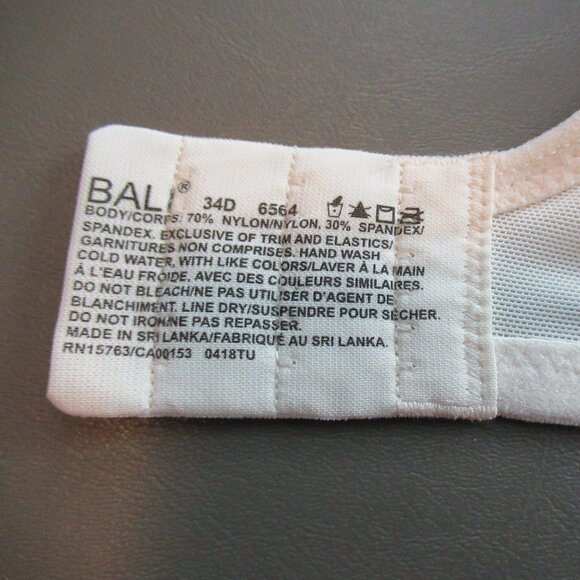 BALI® 34D 6564
BODY/CORPS: 70% NYLON/NYLON, 30% SPANDEX/
SPANDEX. EXCLUSIVE OF TRIM AND ELASTICS/
GARNITURES NON COMPRISES. HAND WASH
COLD WATER, WITH LIKE COLORS/LAVER À LA MAIN
À L'EAU FROIDE, AVEC DES COULEURS SIMILAIRES.
DO NOT BLEACH/NE PAS UTILISER D'AGENT DE
BLANCHIMENT. LINE DRY/SUSPENDRE POUR SÉCHER.
DO NOT IRON/NE PAS REPASSER.
MADE IN SRI LANKA/FABRIQUÉ AU SRI LANKA.
RN15763/CA00153 0418TU